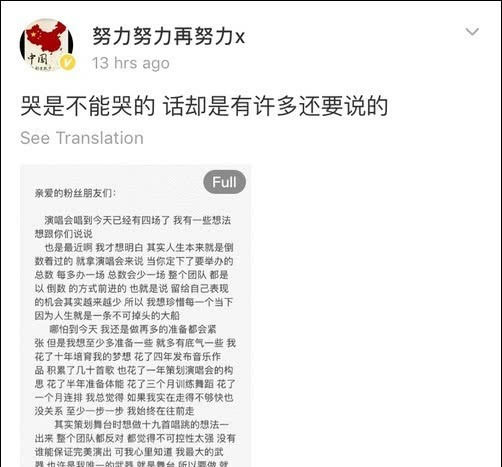 努力努力再努力x
13 hrs ago
哭是不能哭的 话却是有许多还要说的
See Translation
Full
亲爱的粉丝朋友们：
演唱会唱到今天已经有四场了 我有一些想法
想跟你们说说
也是最近啊 我才想明白 其实人生本来就是倒
数着过的 就拿演唱会来说 当你定下了要举办的
总数 每多办一场 总数会少一场 整个团队 都是
以 倒数 的方式前进的 也就是说 留给自己表现
的机会其实越来越少 所以 我想珍惜每一个当下
因为人生就是一条不可掉头的大船
哪怕到今天 我还是做再多的准备都会紧
张 但是我想至少多准备一些 就多有底气一些 我
花了十年培育我的梦想 花了四年发布音乐作
品 积累了几十首歌 也花了一年策划演唱会的构
思 花了半年准备体能 花了三个月训练舞蹈 花了
一个月连排 我总觉得 如果我实在走得不够快也
没关系 至少一步一步 我始终在往前走
其实策划舞台时想做十九首唱跳的想法一
出来 整个团队都反对 都觉得不可控性太强 没有
谁能保证完美演出 可我心里知道 我最大的武
器 也许是我唯一的武器 就是舞台 所以要做 就